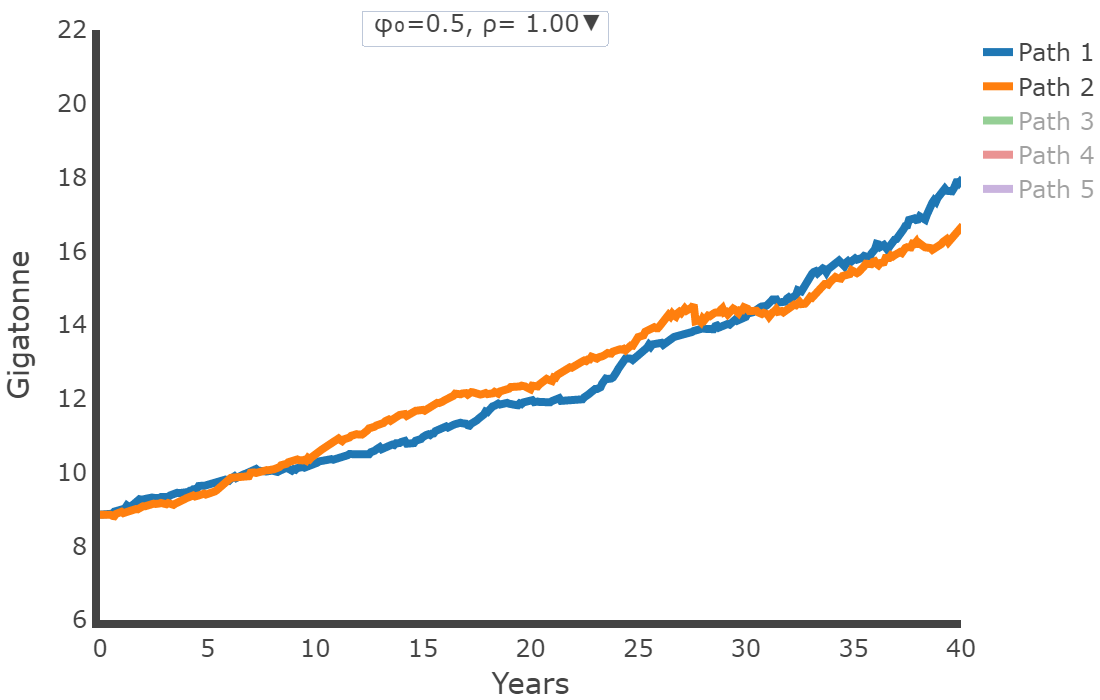 φ₀=0.5, ρ= 1.00▼
22
20
18
16
14
12
10
8
6
Gigatonne
0 5 10 15 20 25 30 35 40
Years
Path 1
Path 2
Path 3
Path 4
Path 5